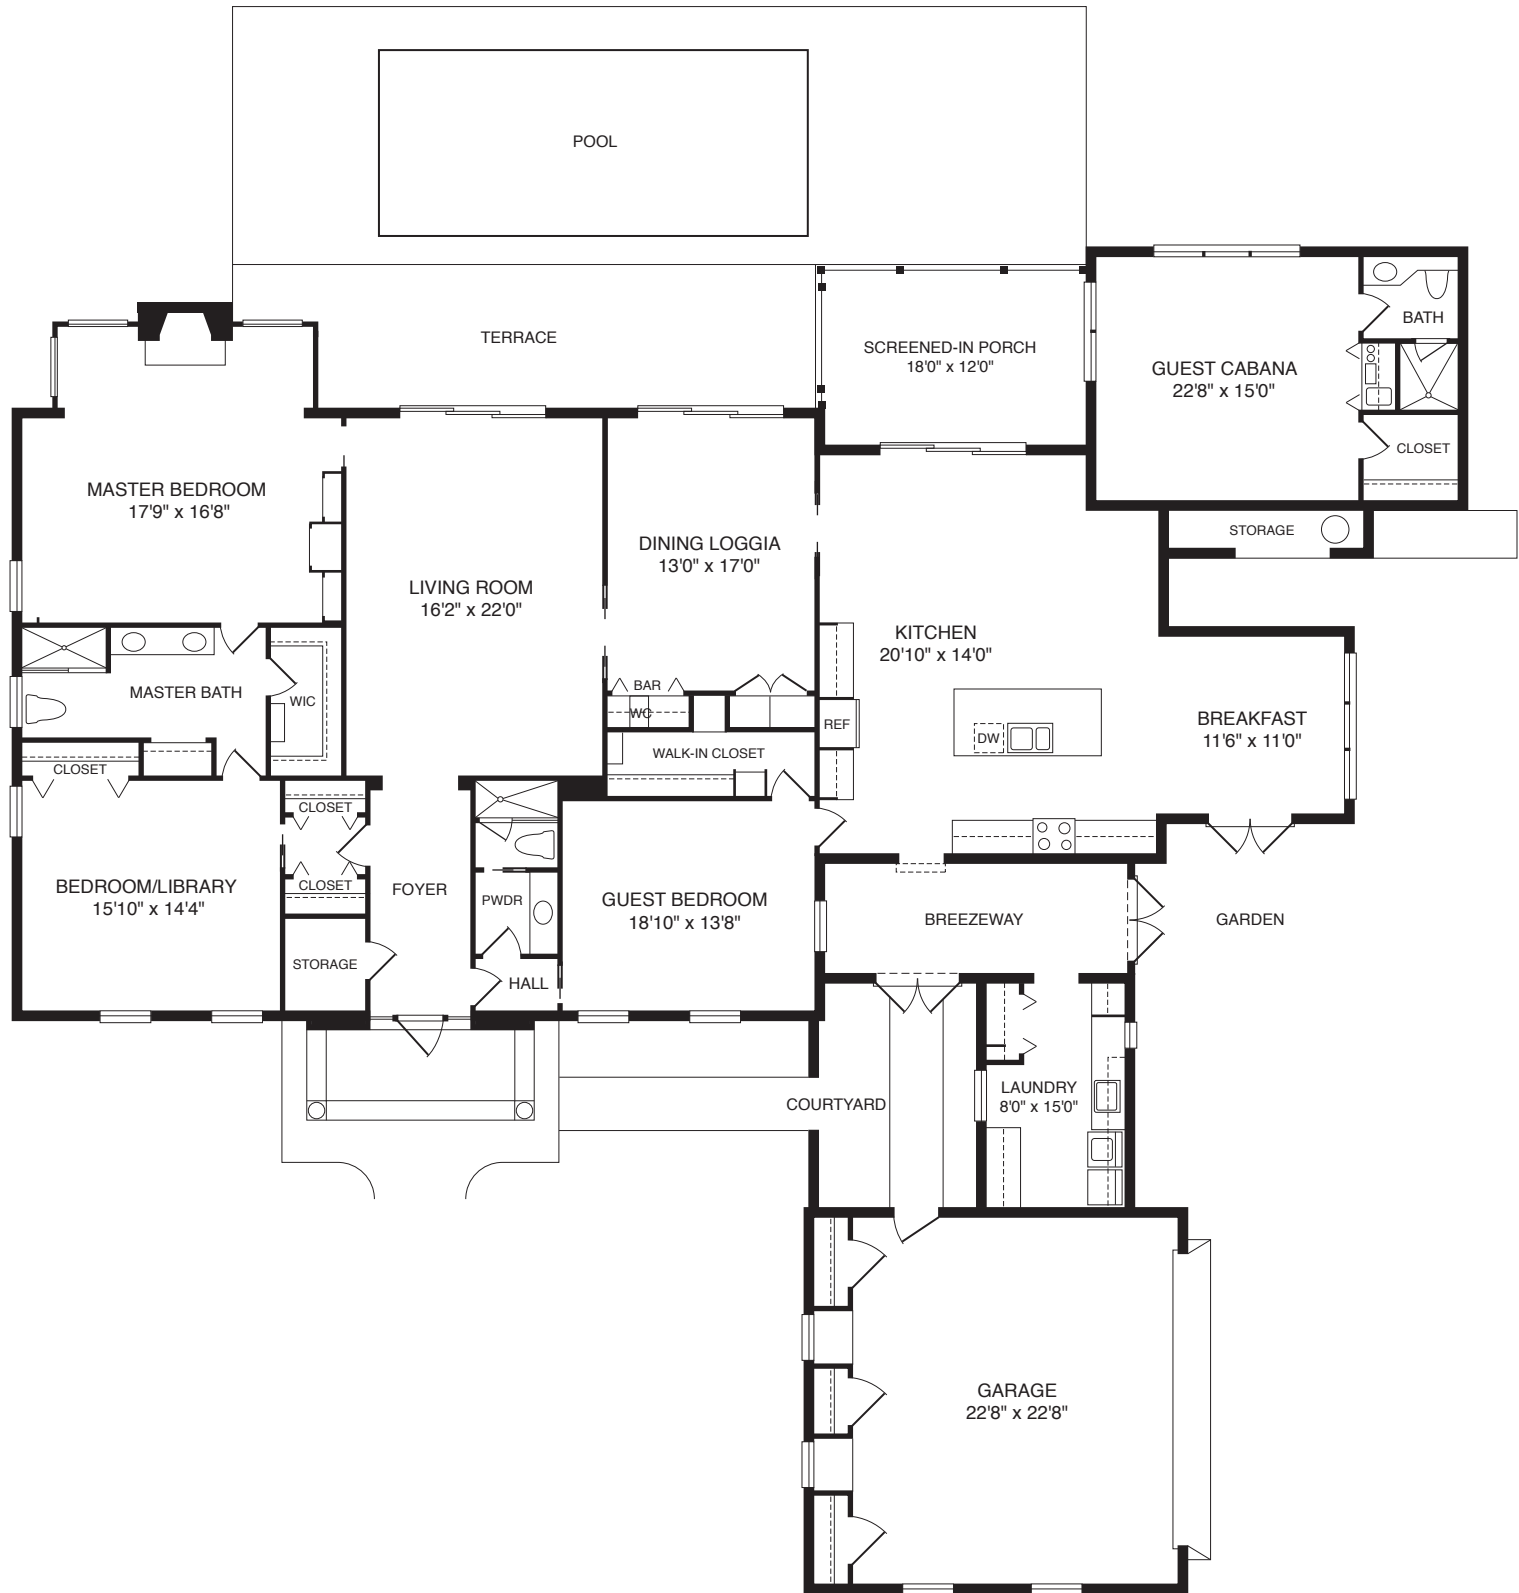 POOL
TERRACE
SCREENED-IN PORCH
18'0" x 12'0"
GUEST CABANA
22'8" x 15'0"
BATH
CLOSET
STORAGE
MASTER BEDROOM
17'9" x 16'8"
LIVING ROOM
16'2" x 22'0"
DINING LOGGIA
13'0" x 17'0"
KITCHEN
20'10" x 14'0"
BREAKFAST
11'6" x 11'0"
MASTER BATH
WIC
BAR
WC
REF
DW
WALK-IN CLOSET
CLOSET
CLOSET
CLOSET
BEDROOM/LIBRARY
15'10" x 14'4"
FOYER
PWDR
GUEST BEDROOM
18'10" x 13'8"
BREEZEWAY
GARDEN
STORAGE
HALL
COURTYARD
LAUNDRY
8'0" x 15'0"
GARAGE
22'8" x 22'8"